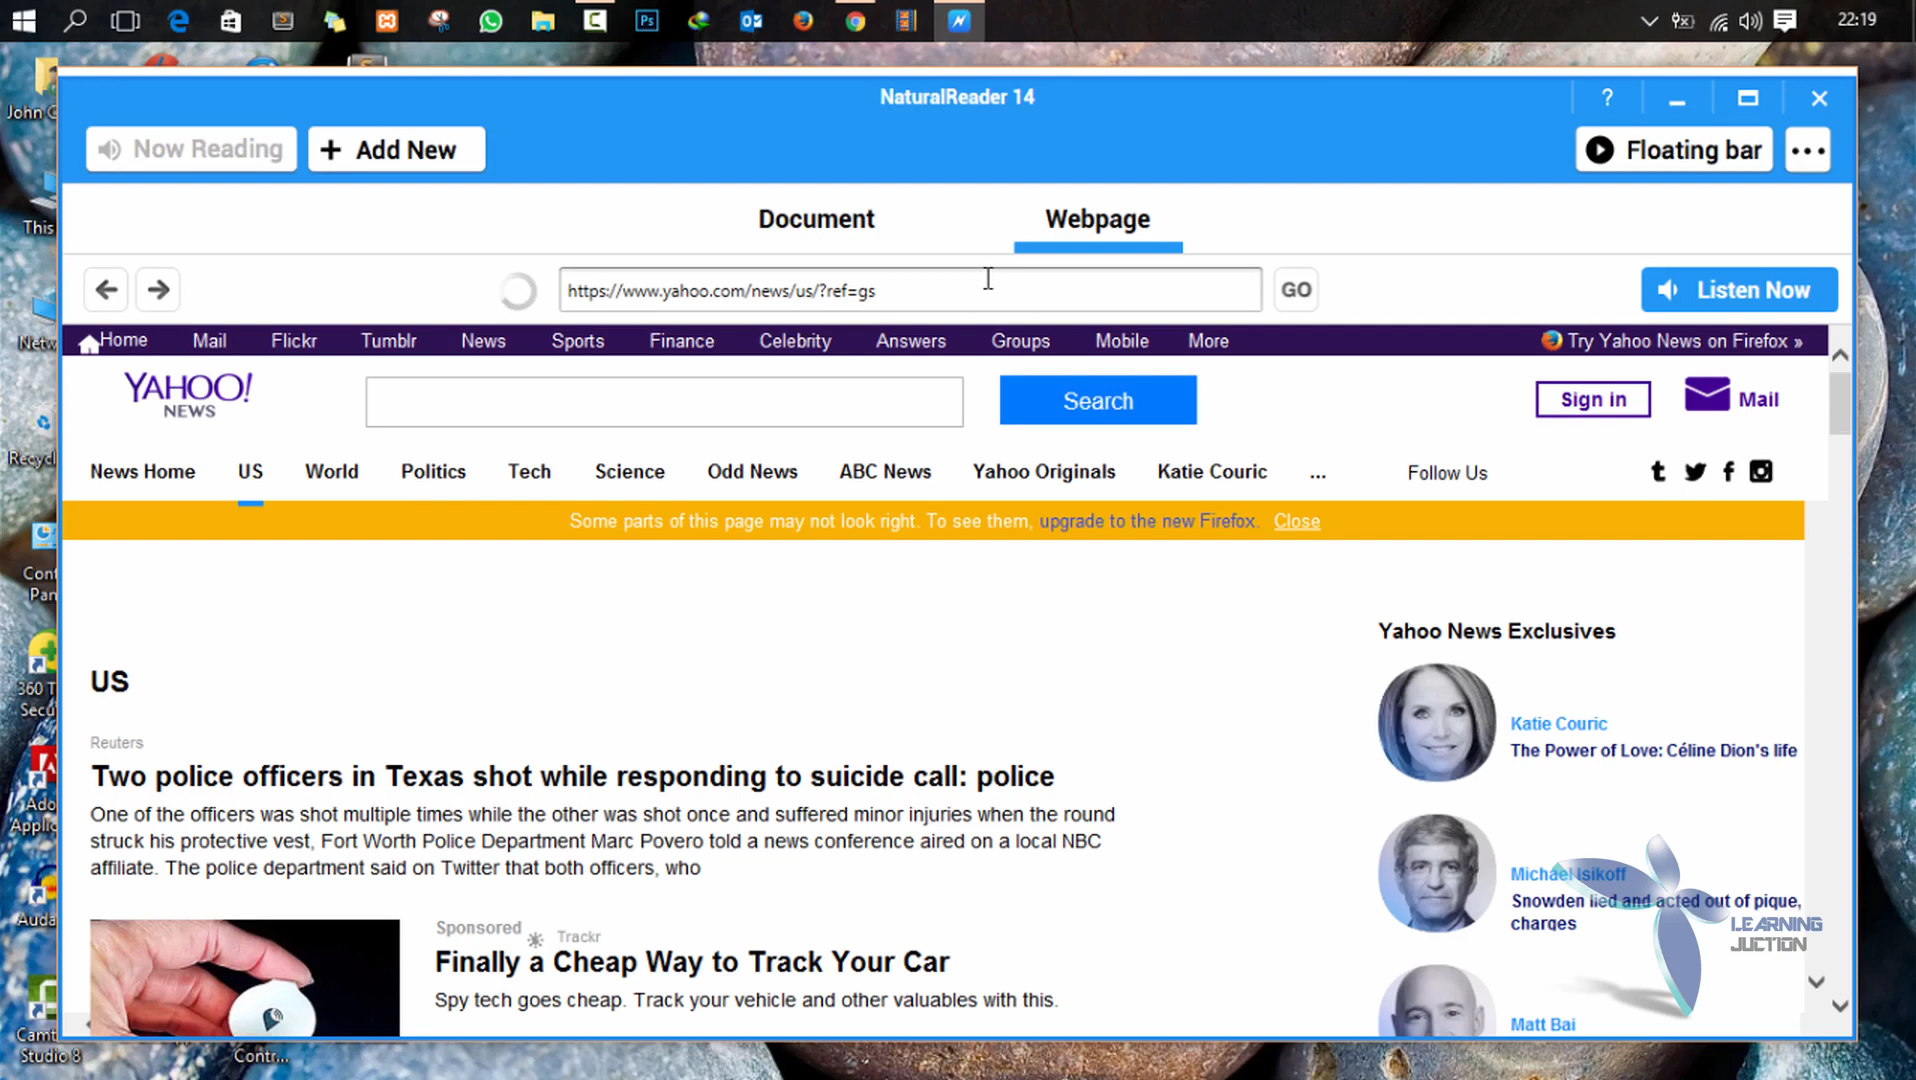 22:19
John C
NaturalReader 14
?
Now Reading
+ Add New
Floating bar
...
This
Document
Webpage
https://www.yahoo.com/news/us/?ref=gs
GO
Listen Now
Netw
Home Mail Flickr Tumblr News Sports Finance Celebrity Answers Groups Mobile More
Try Yahoo News on Firefox »
YAHOO!
NEWS
Search
Sign in
Mail
Recycl
News Home US World Politics Tech Science Odd News ABC News Yahoo Originals Katie Couric ...
Follow Us
Some parts of this page may not look right. To see them, upgrade to the new Firefox. Close
Cont
Pan
360 T
Secu
Yahoo News Exclusives
US
Katie Couric
The Power of Love: Céline Dion's life
Reuters
Two police officers in Texas shot while responding to suicide call: police
One of the officers was shot multiple times while the other was shot once and suffered minor injuries when the round
struck his protective vest, Fort Worth Police Department Marc Povero told a news conference aired on a local NBC
affiliate. The police department said on Twitter that both officers, who
Ado
Applic
Michael Isikoff
Snowden lied and acted out of pique,
charges
LEARNING
JUCTION
Auda
Sponsored
Trackr
Finally a Cheap Way to Track Your Car
Spy tech goes cheap. Track your vehicle and other valuables with this.
Matt Bai
Camt
Studio 8
Contr...
Ps